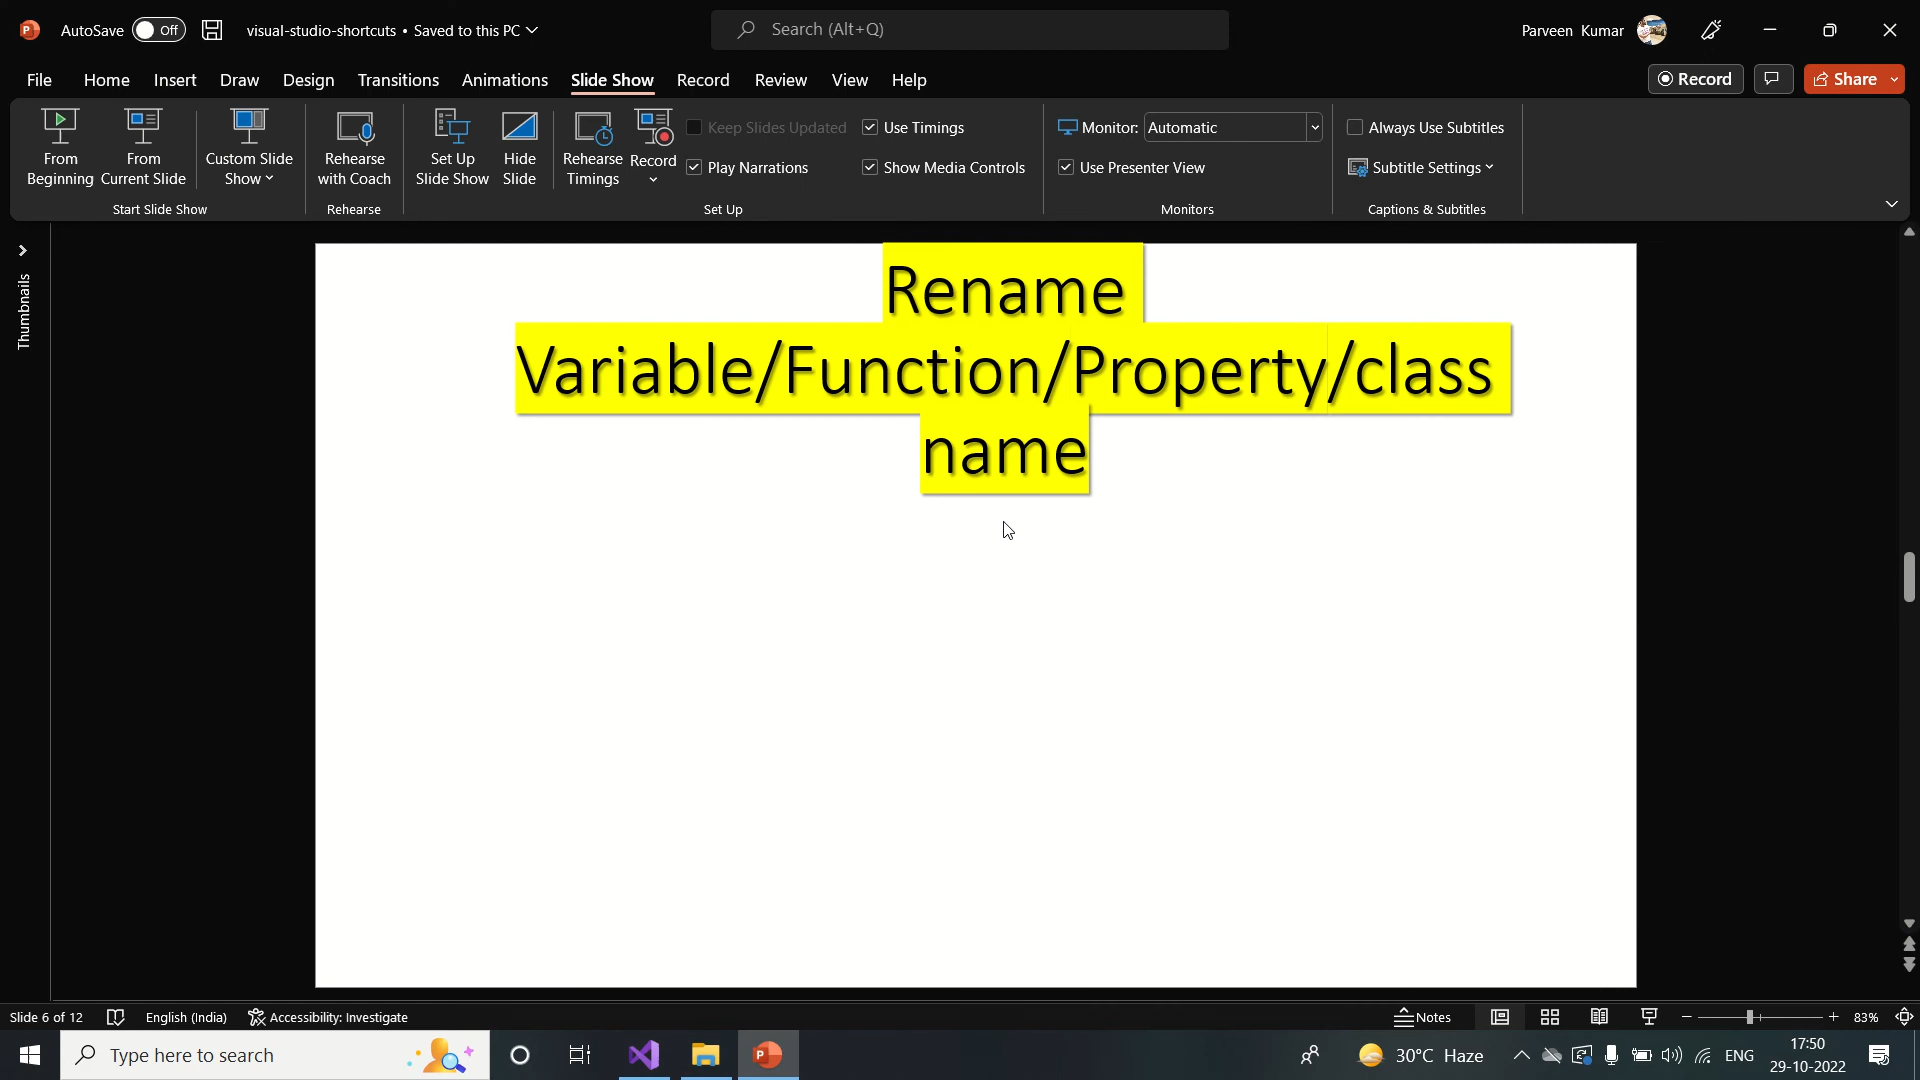 AutoSave Off visual-studio-shortcuts • Saved to this PC Search (Alt+Q) Parveen Kumar
File Home Insert Draw Design Transitions Animations Slide Show Record Review View Help Record Share
From Beginning
From Current Slide
Custom Slide Show
Start Slide Show
Rehearse with Coach
Rehearse
Set Up Slide Show
Hide Slide
Rehearse Timings
Record
Keep Slides Updated
Play Narrations
Use Timings
Show Media Controls
Set Up
Monitor: Automatic
Use Presenter View
Monitors
Always Use Subtitles
Subtitle Settings
Captions & Subtitles
Thumbnails
Rename
Variable/Function/Property/class
name
Slide 6 of 12 English (India) Accessibility: Investigate Notes 83%
Type here to search 30°C Haze ENG 17:50
29-10-2022